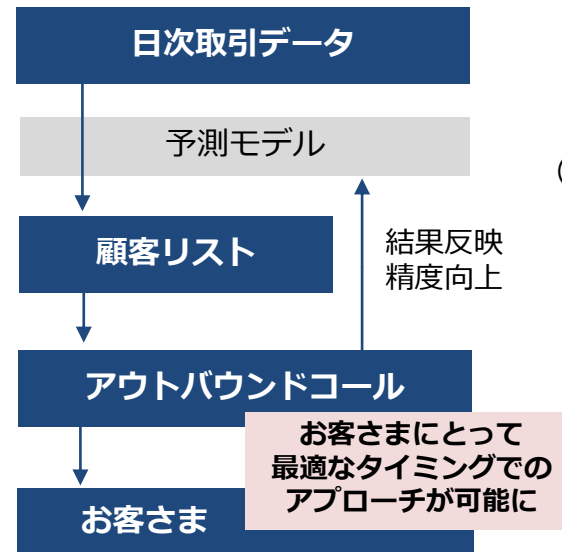 日次取引データ
予測モデル
顧客リスト
結果反映
精度向上
アウトバウンドコール
お客さまにとって
最適なタイミングでの
アプローチが可能に
お客さま
(